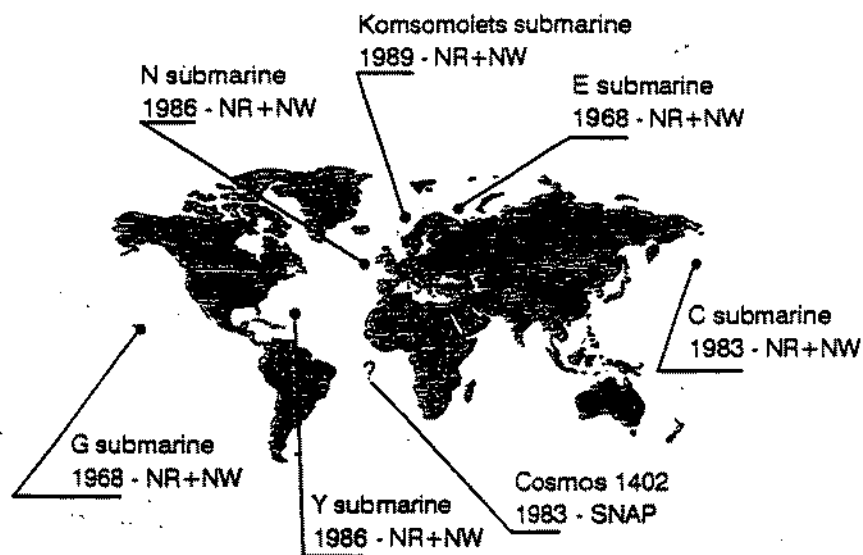 Komsomolets submarine
1989 - NR+NW
N submarine
1986 - NR+NW
E submarine
1968 - NR+NW
C submarine
1983 - NR+NW
?
G submarine
1968 - NR+NW
Y submarine
1986 - NR+NW
Cosmos 1402
1983 - SNAP